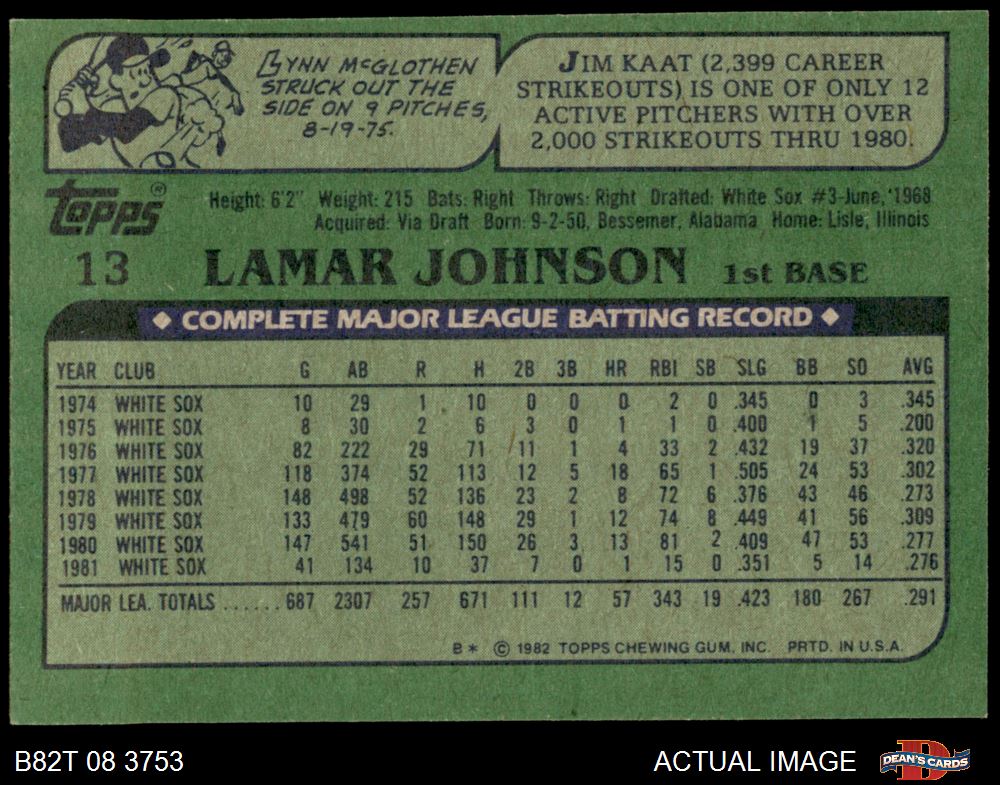 LYNN McGLOTHEN
STRUCK OUT THE
SIDE ON 9 PITCHES,
8-19-75.
JIM KAAT (2,399 CAREER
STRIKEOUTS) IS ONE OF ONLY 12
ACTIVE PITCHERS WITH OVER
2,000 STRIKEOUTS THRU 1980.
Topps®
Height: 6'2" Weight: 215 Bats: Right Throws: Right Drafted: White Sox #3-June, '1968
Acquired: Via Draft Born: 9-2-50, Bessemer, Alabama Home: Lisle, Illinois
13 LAMAR JOHNSON 1st BASE
◆ COMPLETE MAJOR LEAGUE BATTING RECORD ◆
YEAR CLUB G AB R H 2B 3B HR RBI SB SLG BB SO AVG
1974 WHITE SOX 10 29 1 10 0 0 0 2 0 .345 0 3 .345
1975 WHITE SOX 8 30 2 6 3 0 1 1 0 .400 1 5 .200
1976 WHITE SOX 82 222 29 71 11 1 4 33 2 .432 19 37 .320
1977 WHITE SOX 118 374 52 113 12 5 18 65 1 .505 24 53 .302
1978 WHITE SOX 148 498 52 136 23 2 8 72 6 .376 43 46 .273
1979 WHITE SOX 133 479 60 148 29 1 12 74 8 .449 41 56 .309
1980 WHITE SOX 147 541 51 150 26 3 13 81 2 .409 47 53 .277
1981 WHITE SOX 41 134 10 37 7 0 1 15 0 .351 5 14 .276
MAJOR LEA. TOTALS ...... 687 2307 257 671 111 12 57 343 19 .423 180 267 .291
B* © 1982 TOPPS CHEWING GUM, INC. PRTD. IN U.S.A.
B82T 08 3753 ACTUAL IMAGE D DEAN'S CARDS